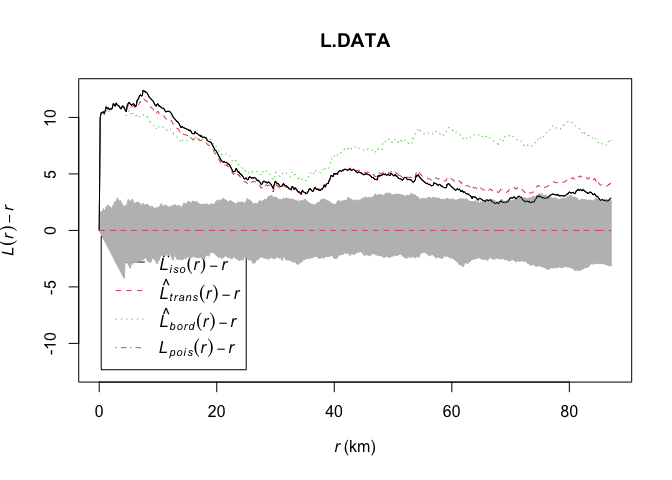 L.DATA
L(r) – r
10
5
0
-5
-10
L̂iso(r) – r
L̂trans(r) – r
L̂bord(r) – r
Lpois(r) – r
0 20 40 60 80
r (km)